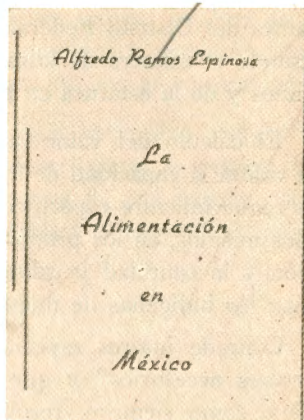 Alfredo Ramos Espinosa
La
Alimentación
en
México